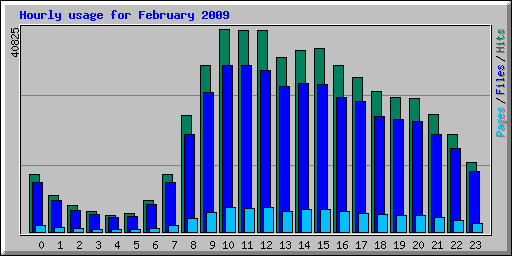 Hourly usage for February 2009
40825
Pages / Files / Hits
0 1 2 3 4 5 6 7 8 9 10 11 12 13 14 15 16 17 18 19 20 21 22 23